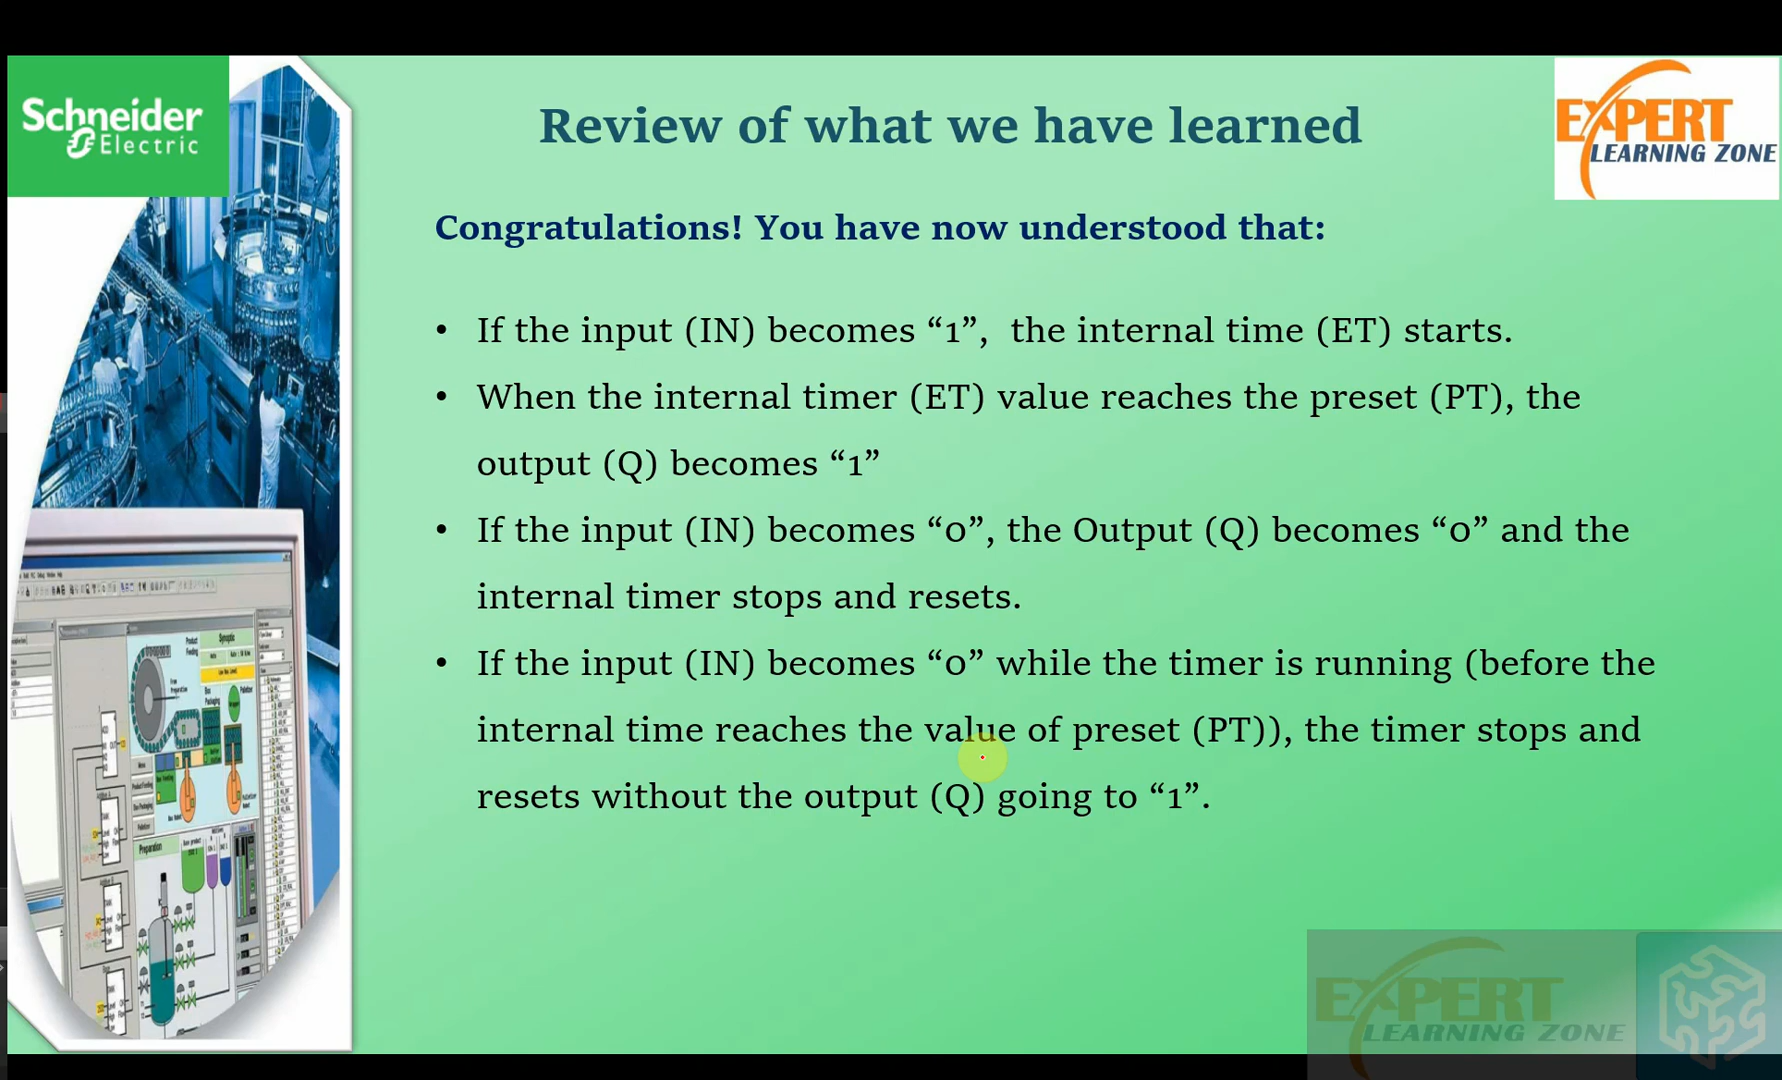 Schneider
Electric
EXPERT
LEARNING ZONE
Review of what we have learned
Congratulations! You have now understood that:
• If the input (IN) becomes “1”,  the internal time (ET) starts.
• When the internal timer (ET) value reaches the preset (PT), the
output (Q) becomes “1”
• If the input (IN) becomes “0”, the Output (Q) becomes “0” and the
internal timer stops and resets.
• If the input (IN) becomes “0” while the timer is running (before the
internal time reaches the value of preset (PT)), the timer stops and
resets without the output (Q) going to “1”.
Product
Feeding
Synoptic
Preparation
EXPERT
LEARNING ZONE